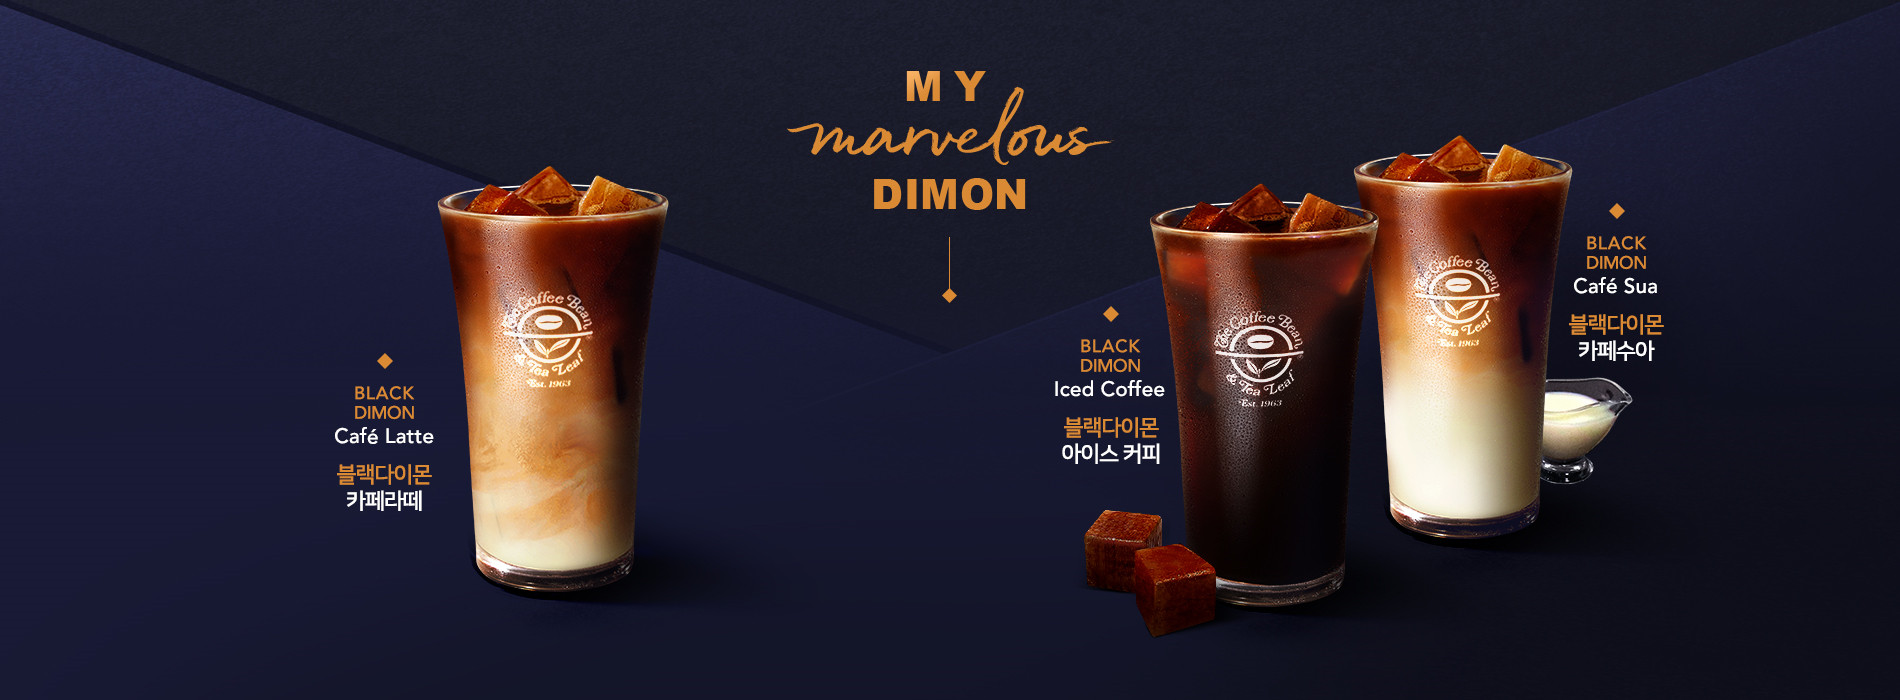 MY
marvelous
DIMON
BLACK
DIMON
Café Latte
블랙다이몬
카페라떼
The Coffee Bean
& Tea Leaf
Est. 1963
BLACK
DIMON
Iced Coffee
블랙다이몬
아이스 커피
The Coffee Bean
& Tea Leaf
Est. 1963
The Coffee Bean
& Tea Leaf
Est. 1963
BLACK
DIMON
Café Sua
블랙다이몬
카페수아